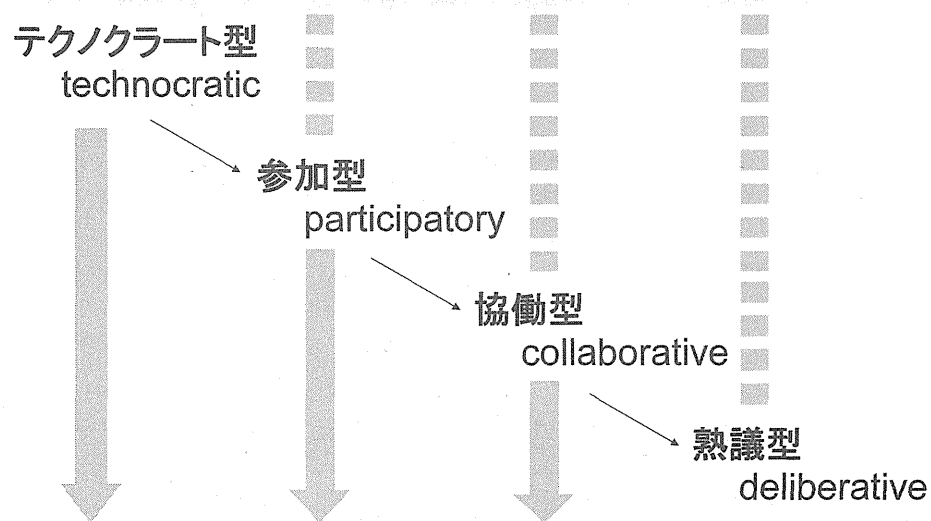 テクノクラート型
technocratic
参加型
participatory
協働型
collaborative
熟議型
deliberative